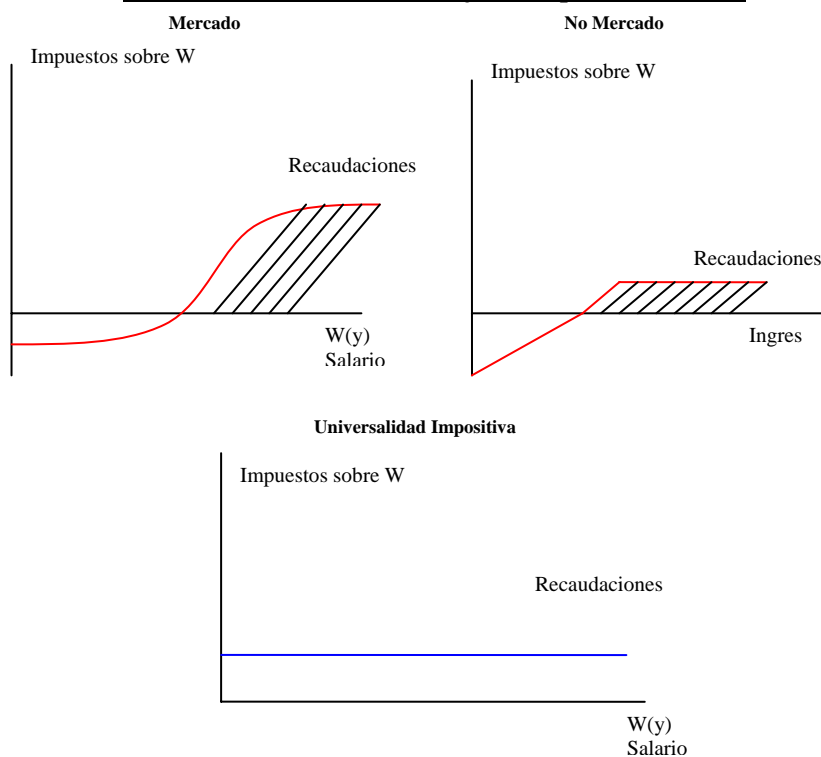 Mercado
No Mercado
Impuestos sobre W
Impuestos sobre W
Recaudaciones
Recaudaciones
W(y)
Salario
Ingres
Universalidad Impositiva
Impuestos sobre W
Recaudaciones
W(y)
Salario